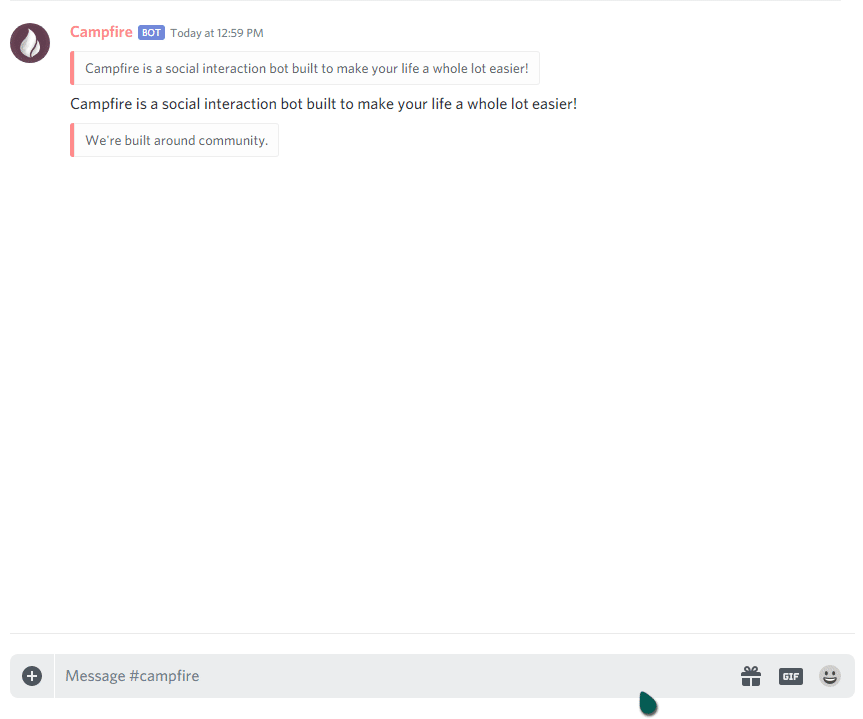 Campfire BOT Today at 12:59 PM
Campfire is a social interaction bot built to make your life a whole lot easier!
Campfire is a social interaction bot built to make your life a whole lot easier!
We're built around community.
Message #campfire GIF